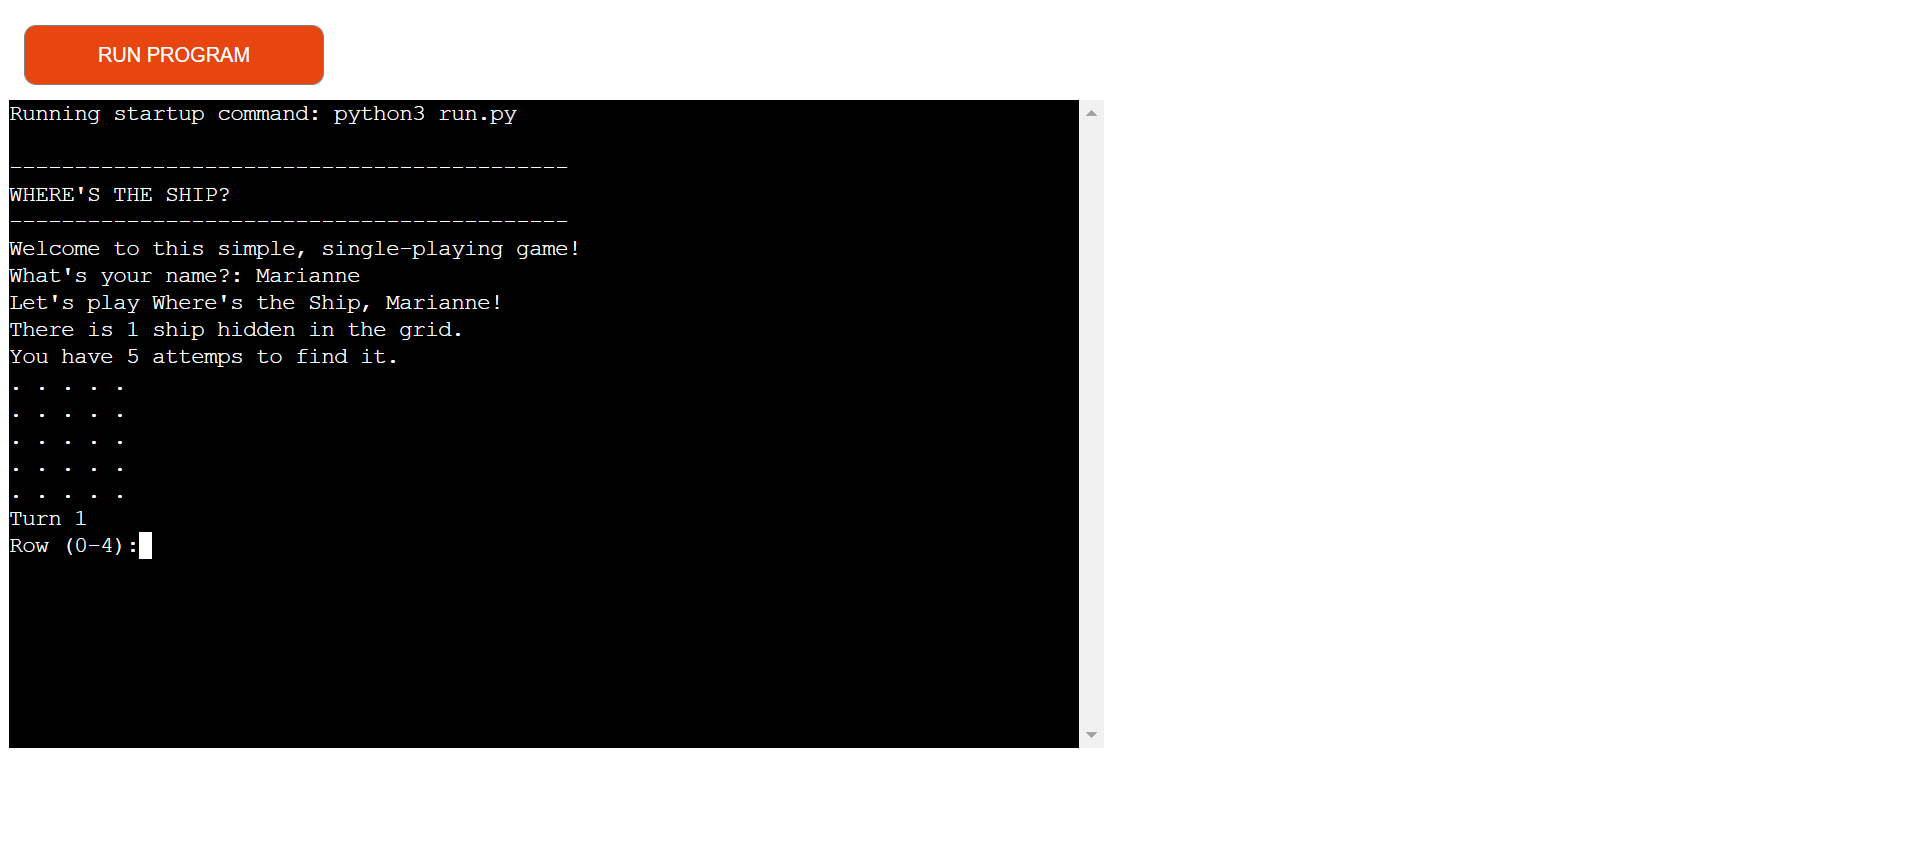 RUN PROGRAM
Running startup command: python3 run.py
-------------------------------------------
WHERE'S THE SHIP?
-------------------------------------------
Welcome to this simple, single-playing game!
What's your name?: Marianne
Let's play Where's the Ship, Marianne!
There is 1 ship hidden in the grid.
You have 5 attemps to find it.
. . . . .
. . . . .
. . . . .
. . . . .
. . . . .
Turn 1
Row (0-4):